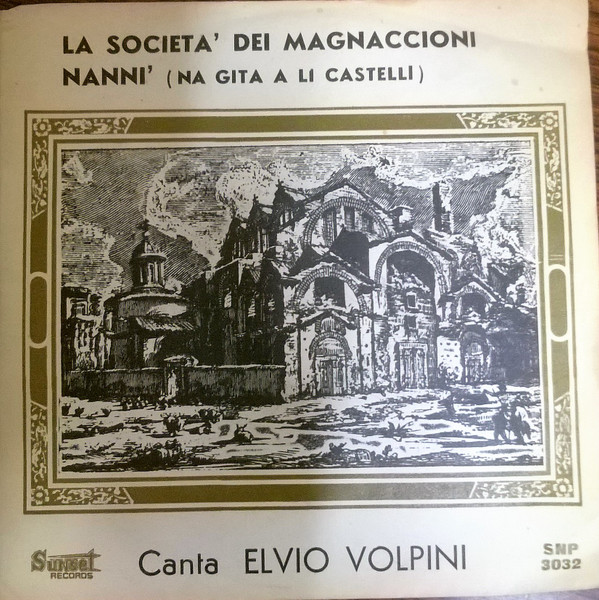 LA SOCIETA' DEI MAGNACCIONI
NANNI' (NA GITA A LI CASTELLI)
Sunset
RECORDS
Canta ELVIO VOLPINI
SNP
3032